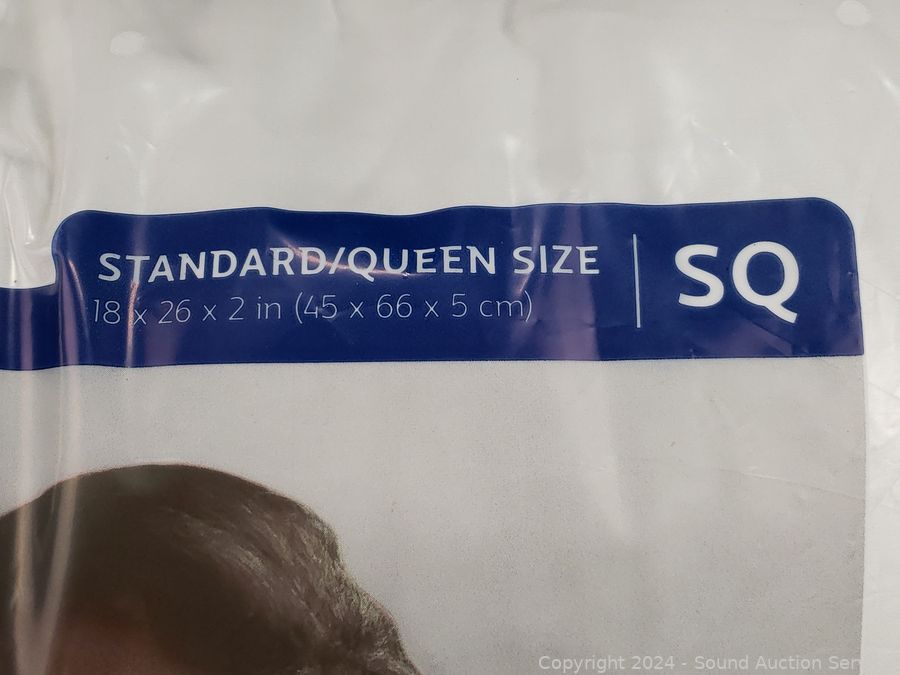 STANDARD/QUEEN SIZE
18 x 26 x 2 in (45 x 66 x 5 cm)
SQ
Copyright 2024 - Sound Auction Ser